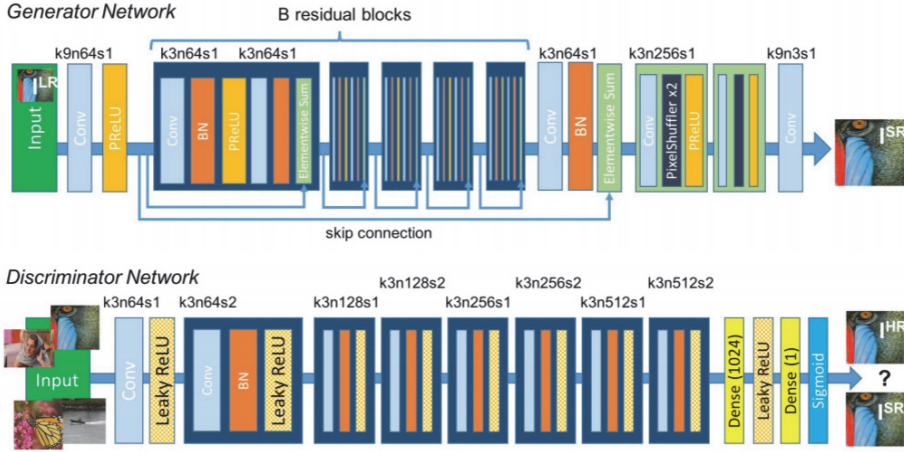 Generator Network
B residual blocks
k9n64s1
k3n64s1
k3n64s1
k3n64s1
k3n256s1
k9n3s1
I LR
Input
Conv
PReLU
Conv
BN
PReLU
Elementwise Sum
Conv
BN
Elementwise Sum
Conv
PixelShuffler x2
PReLU
Conv
I SR
skip connection
Discriminator Network
k3n64s1
k3n64s2
k3n128s1
k3n128s2
k3n256s1
k3n256s2
k3n512s1
k3n512s2
Input
Conv
Leaky ReLU
Conv
BN
Leaky ReLU
Dense (1024)
Leaky ReLU
Dense (1)
Sigmoid
I HR
?
I SR